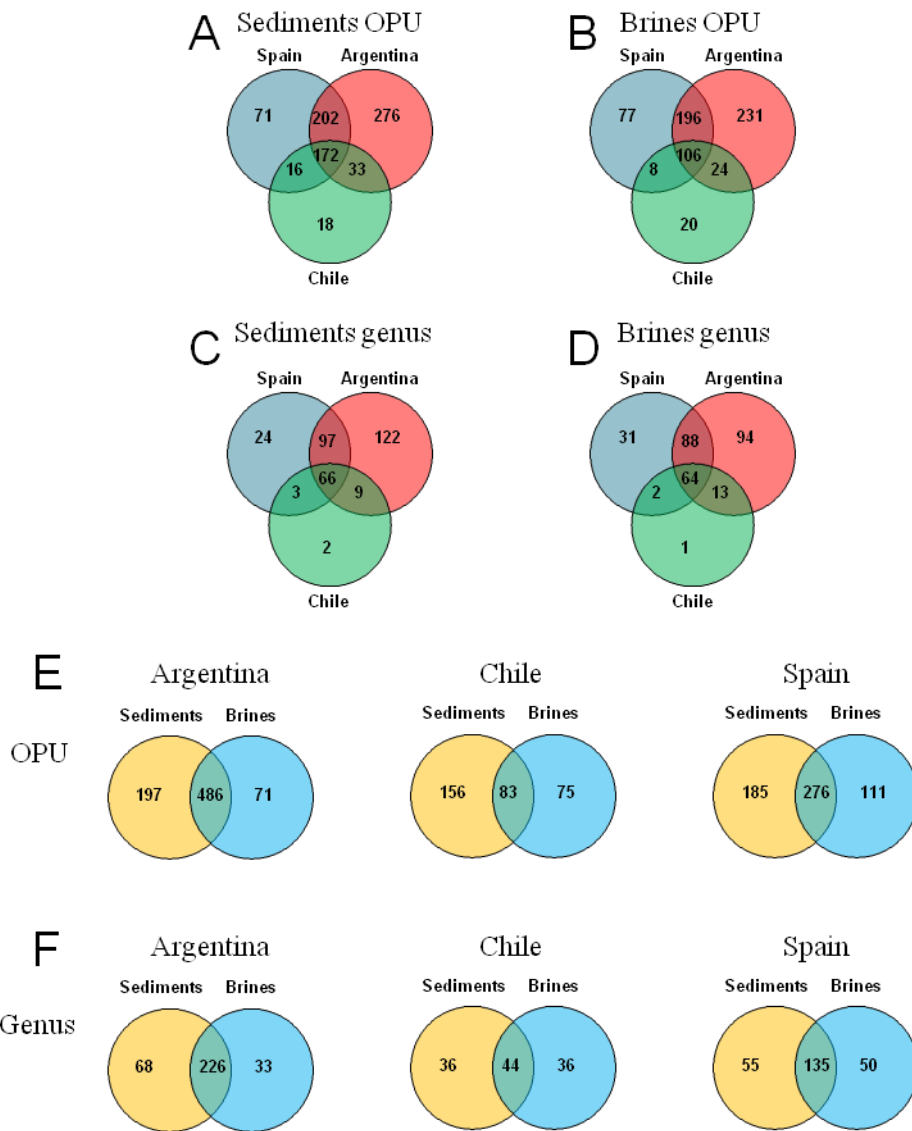 A Sediments OPU
B Brines OPU
Spain Argentina
Spain Argentina
71 202 276
77 196 231
172
106
16 33
8 24
18
20
Chile
Chile
C Sediments genus
D Brines genus
Spain Argentina
Spain Argentina
24 97 122
31 88 94
66
64
3 9
2 13
2
1
Chile
Chile
E Argentina Chile Spain
Sediments Brines Sediments Brines Sediments Brines
OPU
197 486 71 156 83 75 185 276 111
F Argentina Chile Spain
Sediments Brines Sediments Brines Sediments Brines
Genus
68 226 33 36 44 36 55 135 50